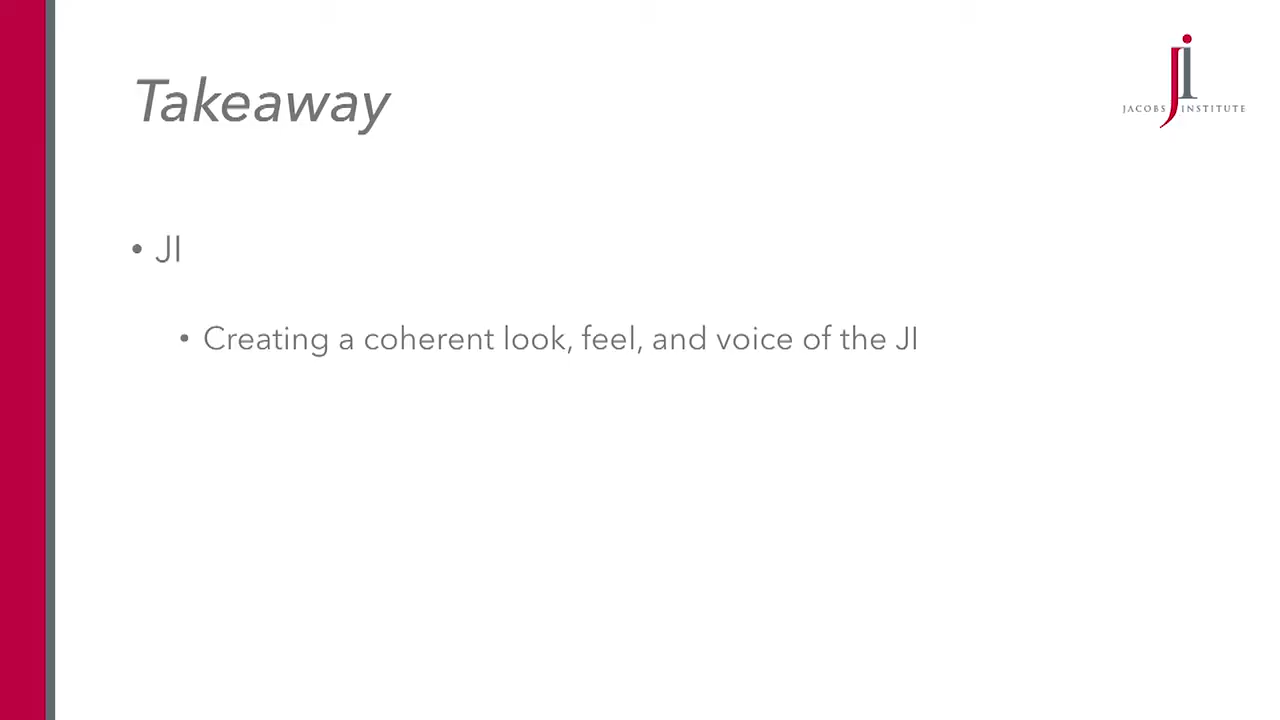 Takeaway
JACOBS INSTITUTE
• JI
• Creating a coherent look, feel, and voice of the JI